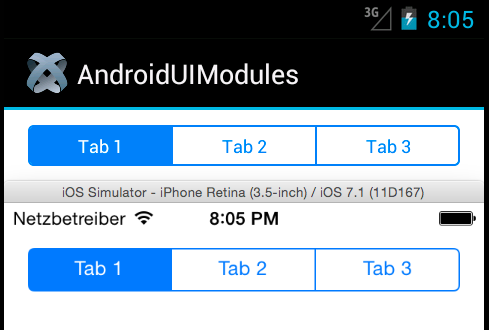 3G 8:05
AndroidUIModules
Tab 1 Tab 2 Tab 3
iOS Simulator - iPhone Retina (3.5-inch) / iOS 7.1 (11D167)
Netzbetreiber 8:05 PM
Tab 1 Tab 2 Tab 3